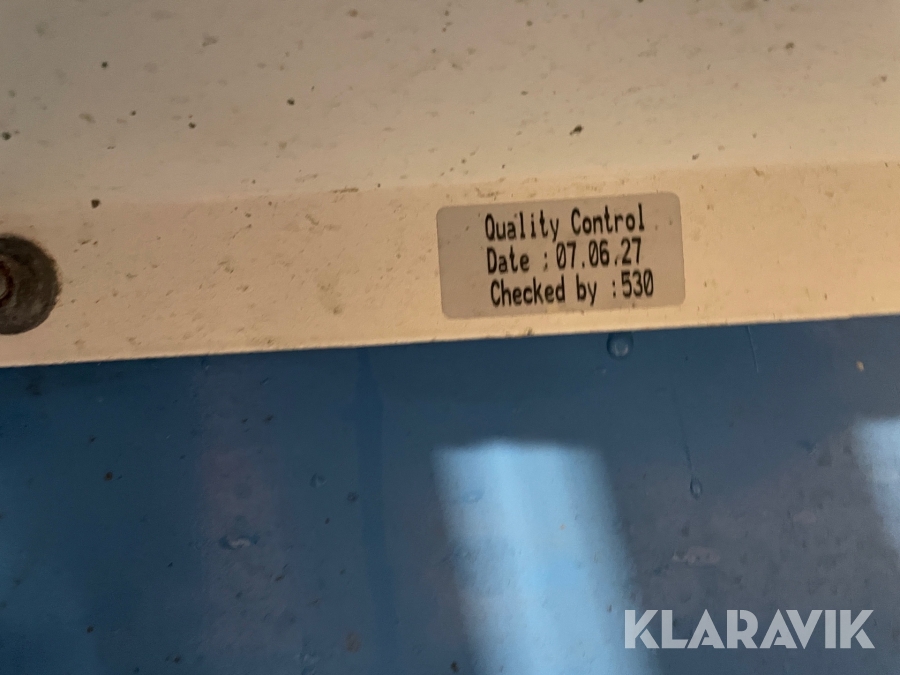 Quality Control
Date : 07.06.27
Checked by : 530
KLARAVIK